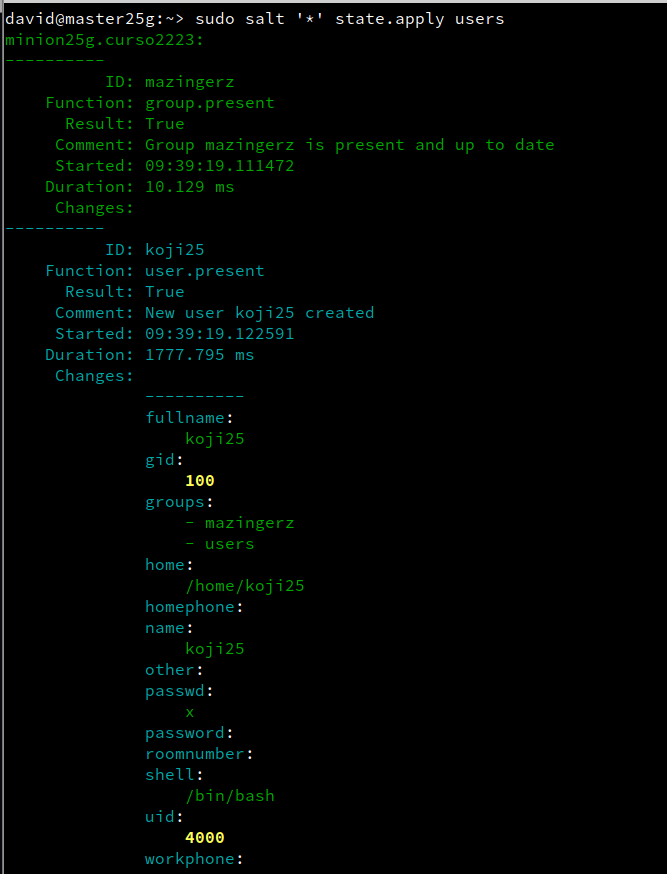 david@master25g:~> sudo salt '*' state.apply users
minion25g.curso2223:
----------
          ID: mazingerz
    Function: group.present
      Result: True
     Comment: Group mazingerz is present and up to date
     Started: 09:39:19.111472
    Duration: 10.129 ms
     Changes:
----------
          ID: koji25
    Function: user.present
      Result: True
     Comment: New user koji25 created
     Started: 09:39:19.122591
    Duration: 1777.795 ms
     Changes:
              ----------
              fullname:
                  koji25
              gid:
                  100
              groups:
                  - mazingerz
                  - users
              home:
                  /home/koji25
              homephone:
              name:
                  koji25
              other:
              passwd:
                  x
              password:
              roomnumber:
              shell:
                  /bin/bash
              uid:
                  4000
              workphone: